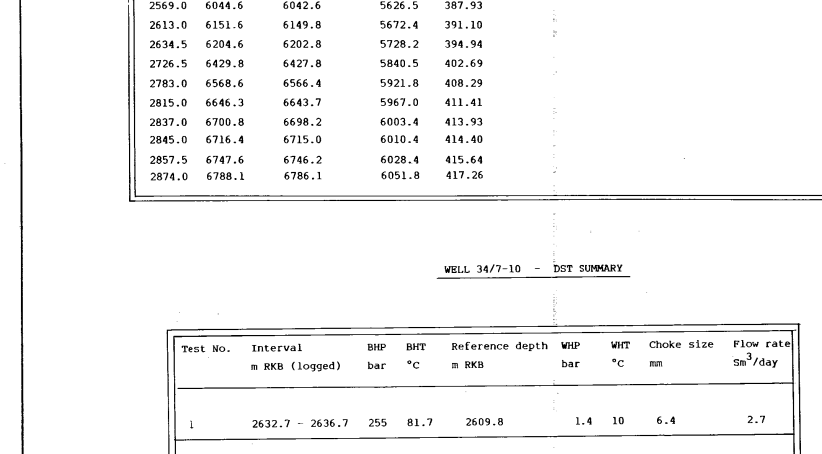 2569.0 6044.6 6042.6 5626.5 387.93
2613.0 6151.6 6149.8 5672.4 391.10
2634.5 6204.6 6202.8 5728.2 394.94
2726.5 6429.8 6427.8 5840.5 402.69
2783.0 6568.6 6566.4 5921.8 408.29
2815.0 6646.3 6643.7 5967.0 411.41
2837.0 6700.8 6698.2 6003.4 413.93
2845.0 6716.4 6715.0 6010.4 414.40
2857.5 6747.6 6746.2 6028.4 415.64
2874.0 6788.1 6786.1 6051.8 417.26
WELL 34/7-10 - DST SUMMARY
Test No. Interval BHP BHT Reference depth WHP WHT Choke size Flow rate
m RKB (logged) bar °C m RKB bar °C mm Sm³/day
1 2632.7 - 2636.7 255 81.7 2609.8 1.4 10 6.4 2.7